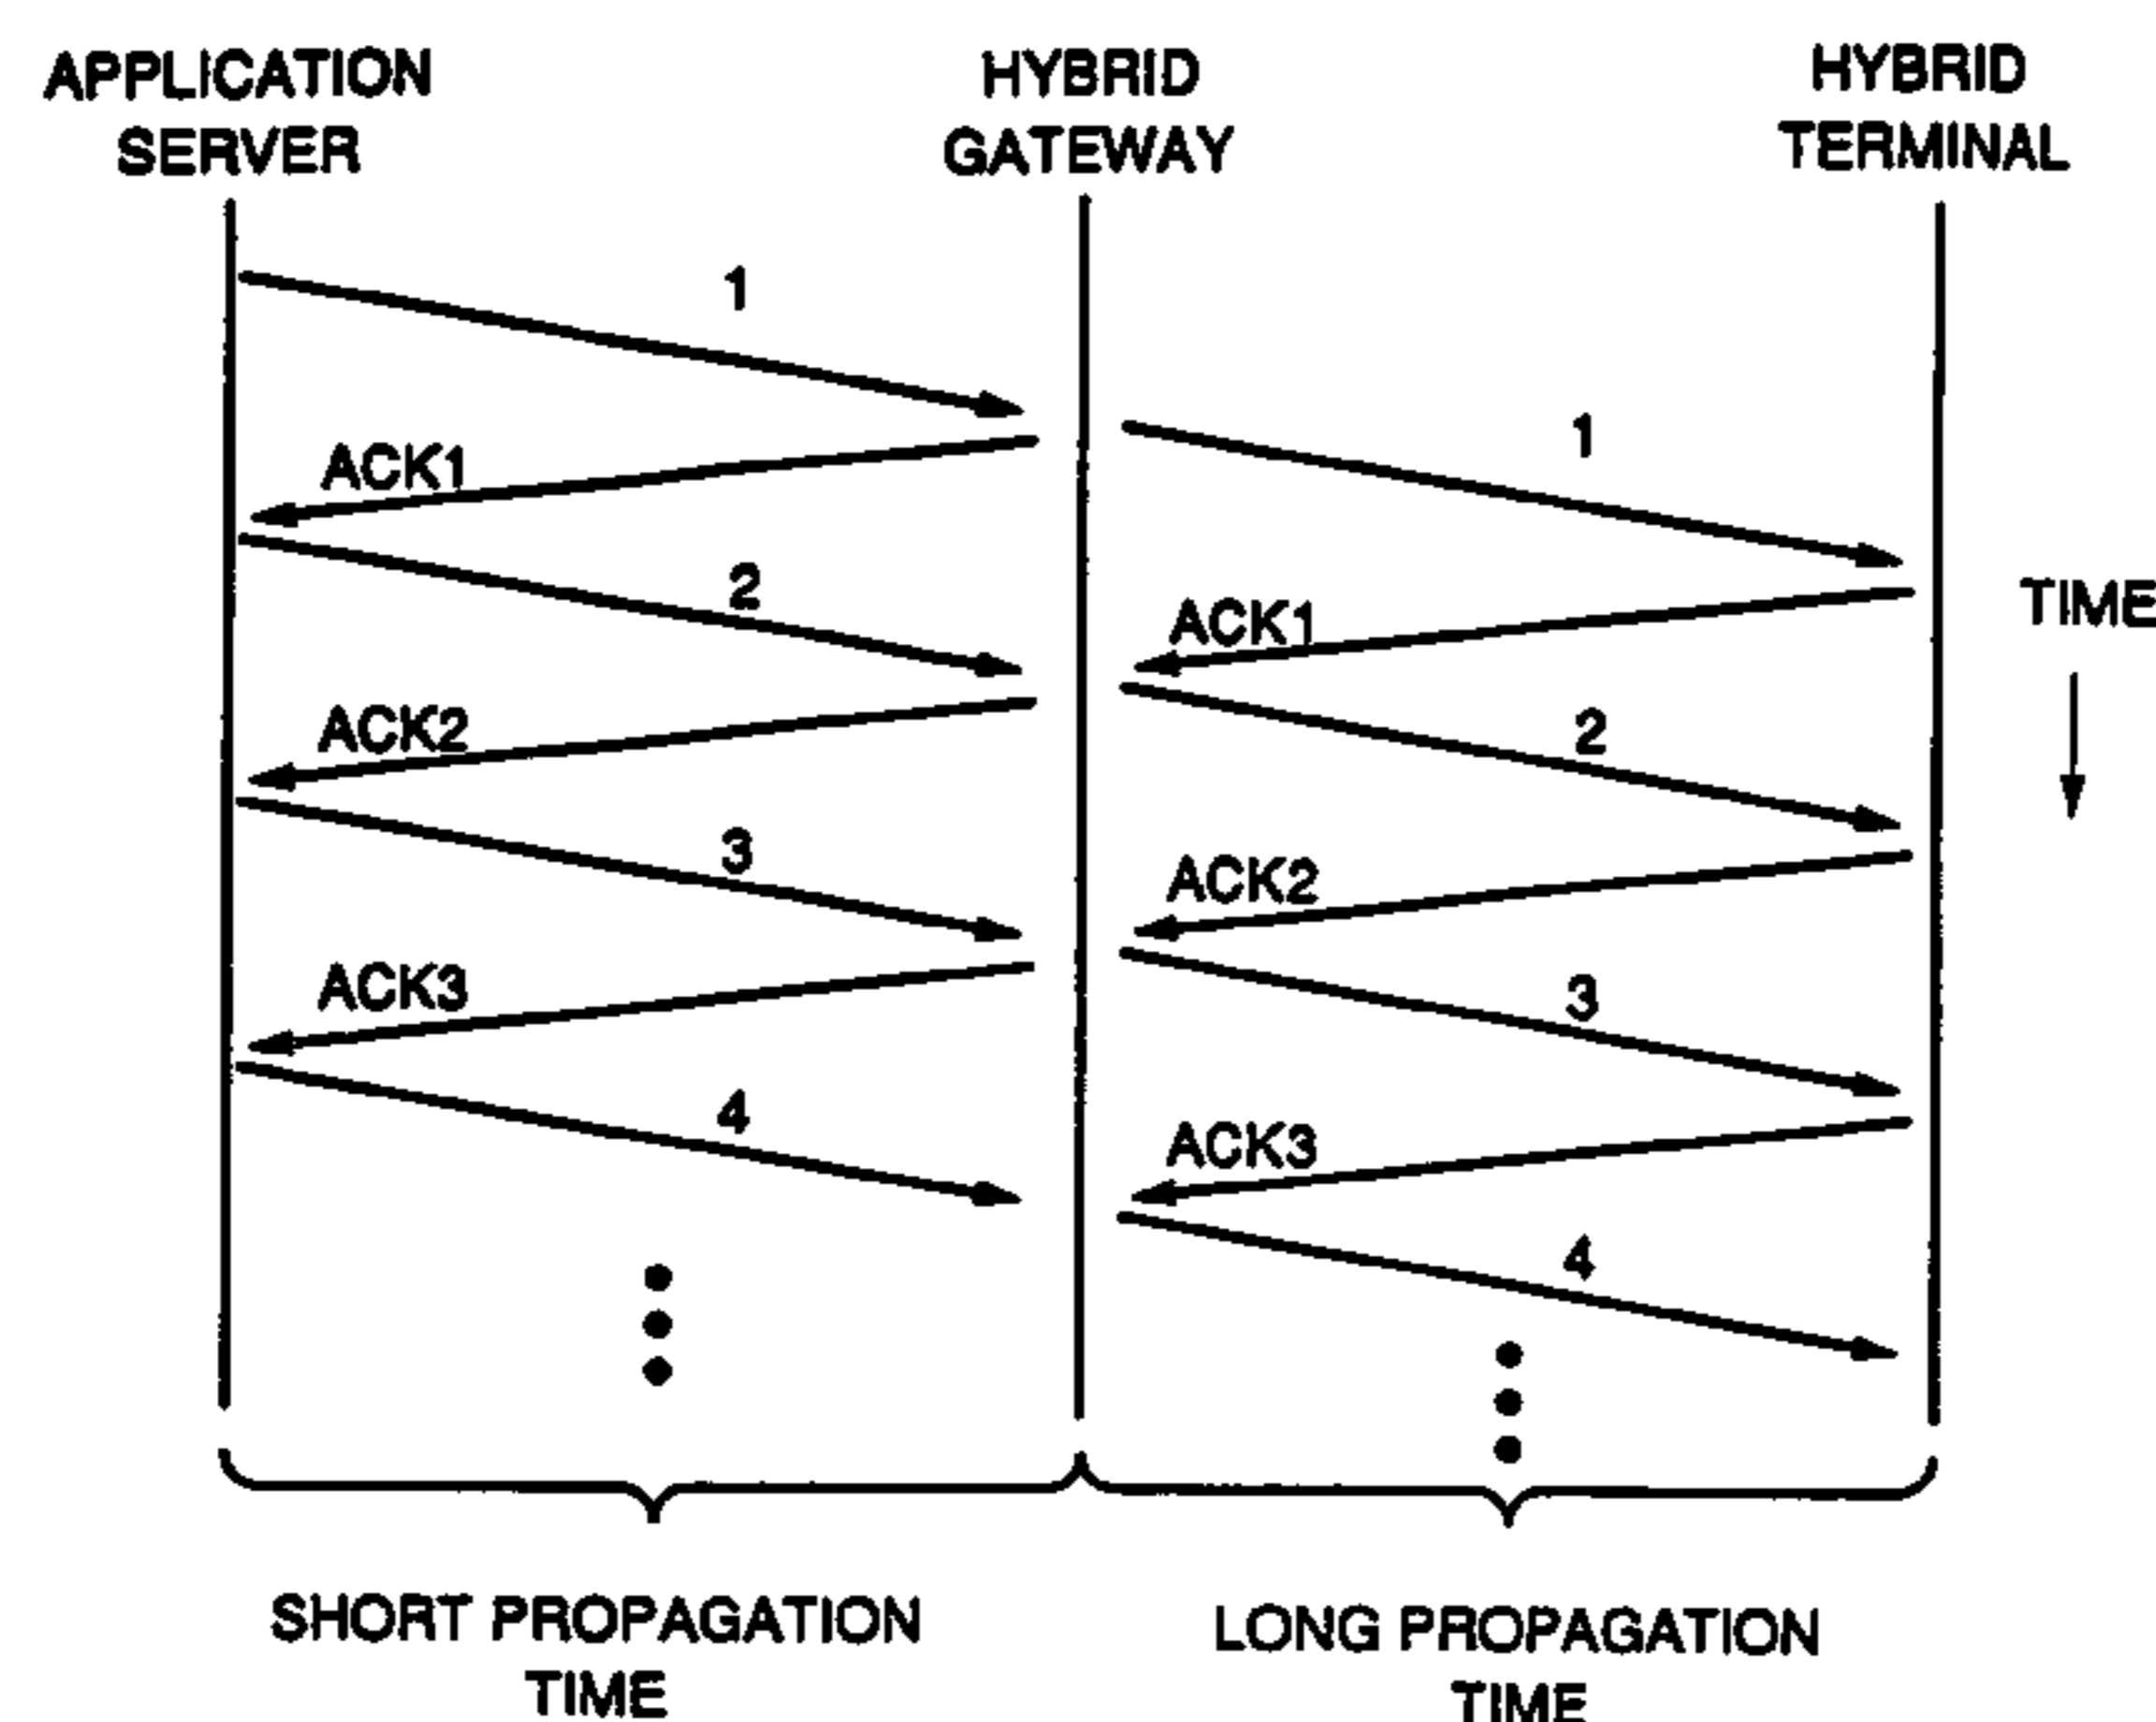 APPLICATION
SERVER
HYBRID
GATEWAY
HYBRID
TERMINAL
1
1
ACK1
2
ACK1
TIME
ACK2
2
3
ACK2
ACK3
3
4
ACK3
4
SHORT PROPAGATION
TIME
LONG PROPAGATION
TIME